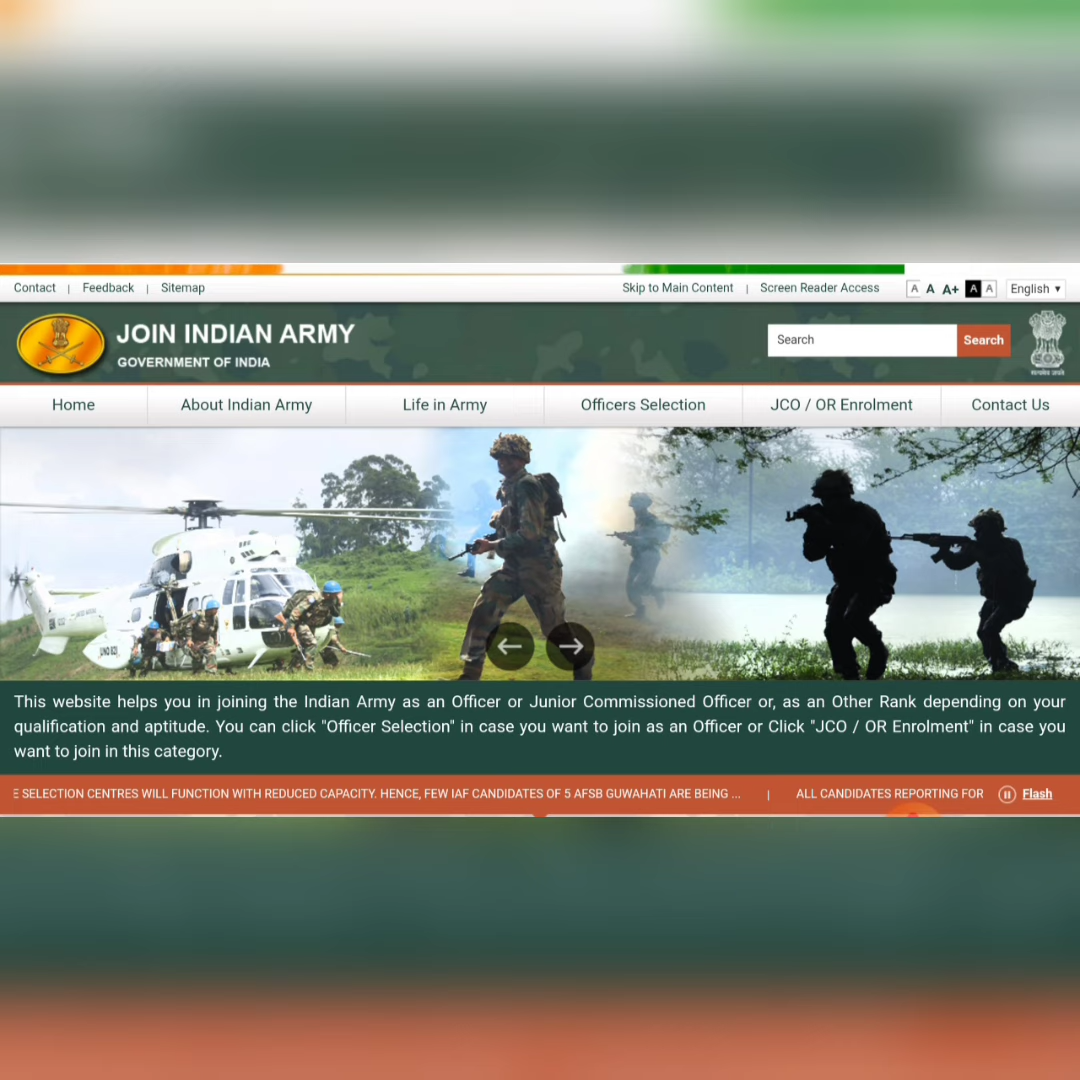 Contact | Feedback | Sitemap
Skip to Main Content | Screen Reader Access A A A+ A A English ▾
JOIN INDIAN ARMY
GOVERNMENT OF INDIA
Search Search
Home About Indian Army Life in Army Officers Selection JCO / OR Enrolment Contact Us
This website helps you in joining the Indian Army as an Officer or Junior Commissioned Officer or, as an Other Rank depending on your
qualification and aptitude. You can click "Officer Selection" in case you want to join as an Officer or Click "JCO / OR Enrolment" in case you
want to join in this category.
SELECTION CENTRES WILL FUNCTION WITH REDUCED CAPACITY. HENCE, FEW IAF CANDIDATES OF 5 AFSB GUWAHATI ARE BEING ... | ALL CANDIDATES REPORTING FOR Flash